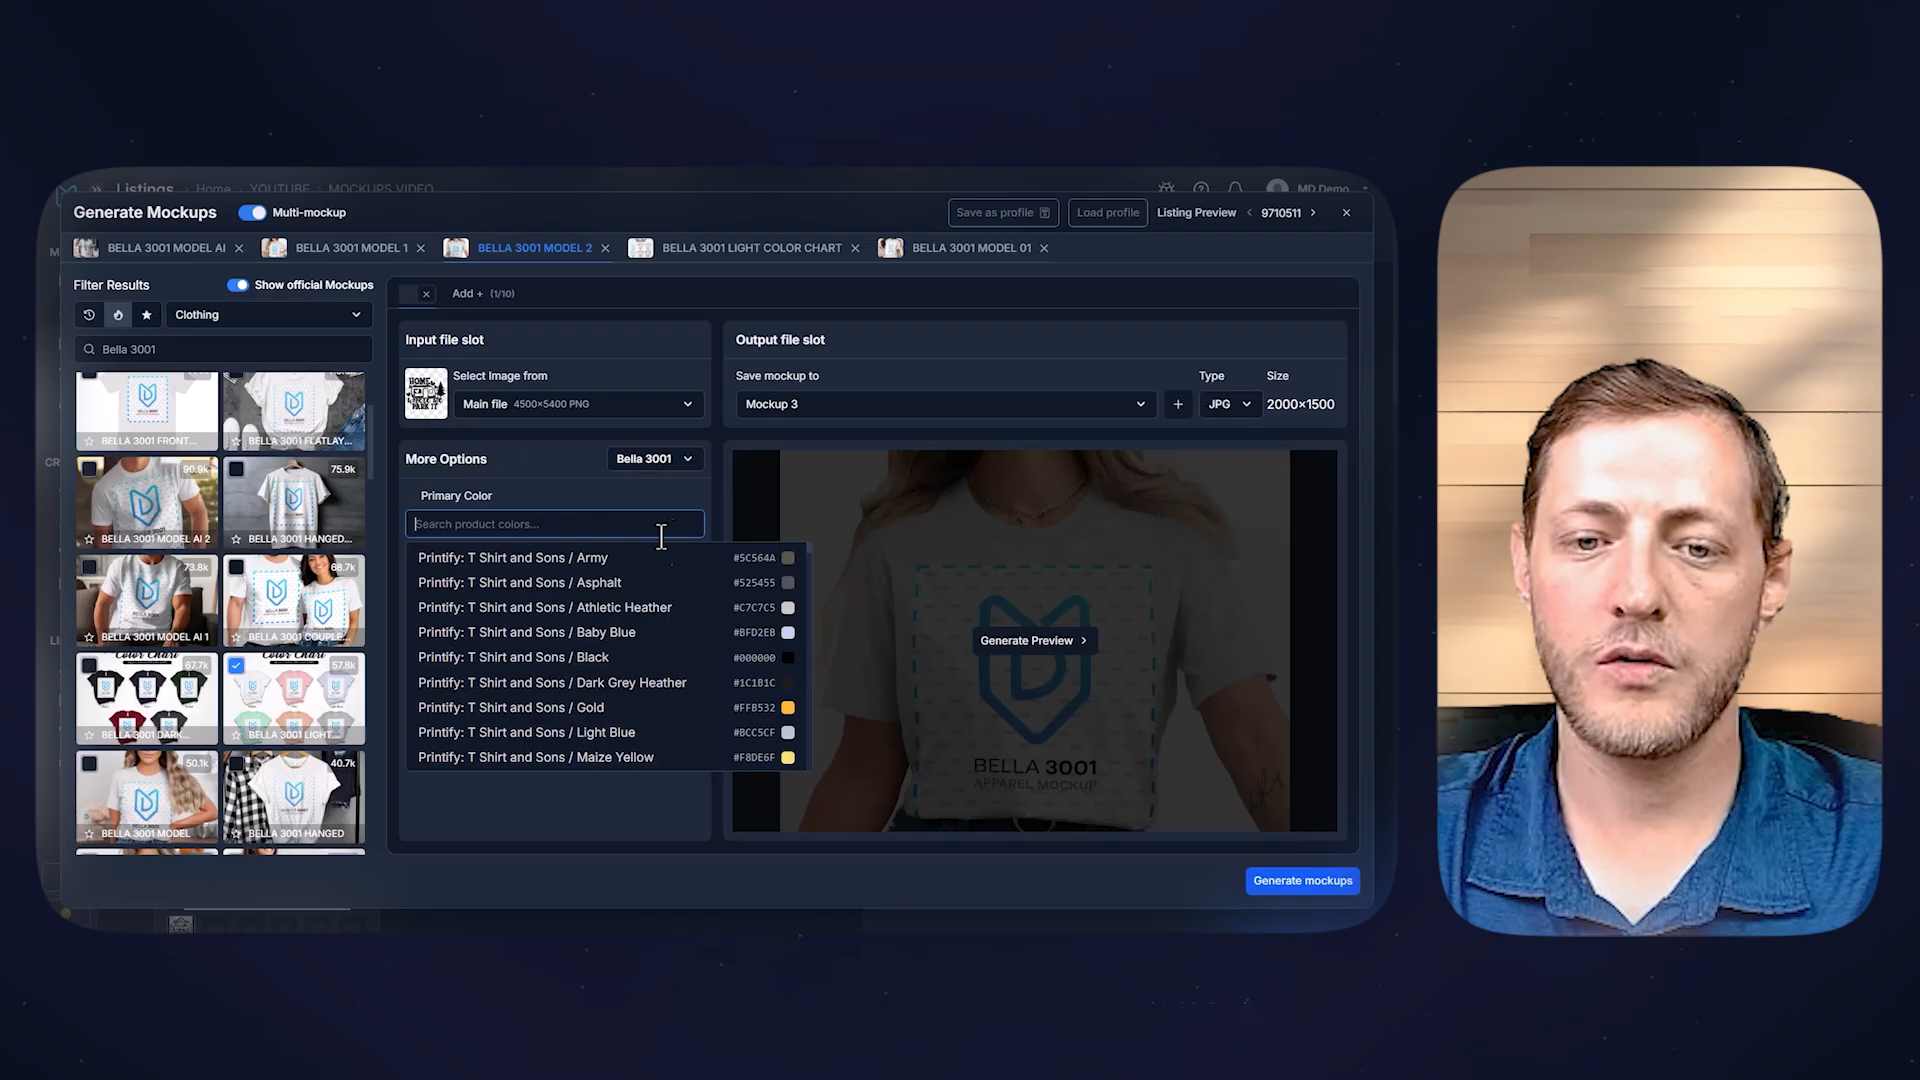 Listings Home YOUTUBE MOCKUPS VIDEO
MD Demo
Generate Mockups
Multi-mockup
Save as profile
Load profile
Listing Preview
9710511
BELLA 3001 MODEL AI
BELLA 3001 MODEL 1
BELLA 3001 MODEL 2
BELLA 3001 LIGHT COLOR CHART
BELLA 3001 MODEL 01
Filter Results
Show official Mockups
Clothing
Bella 3001
BELLA 3001 FRONT...
BELLA 3001 FLATLAY...
90.9k
BELLA 3001 MODEL AI 2
75.9k
BELLA 3001 HANGED...
73.8k
BELLA 3001 MODEL AI 1
68.7k
BELLA 3001 COUPLE...
Color Chart
67.7k
BELLA 3001 DARK...
Color Chart
57.8k
BELLA 3001 LIGHT...
50.1k
BELLA 3001 MODEL
40.7k
BELLA 3001 HANGED
Add + (1/10)
Input file slot
Select Image from
HOME
PARK IT
Main file 4500×5400 PNG
Output file slot
Save mockup to
Mockup 3
Type
JPG
Size
2000×1500
More Options
Bella 3001
Primary Color
Search product colors...
Printify: T Shirt and Sons / Army #5C564A
Printify: T Shirt and Sons / Asphalt #525455
Printify: T Shirt and Sons / Athletic Heather #C7C7C5
Printify: T Shirt and Sons / Baby Blue #BFD2EB
Printify: T Shirt and Sons / Black #000000
Printify: T Shirt and Sons / Dark Grey Heather #1C1B1C
Printify: T Shirt and Sons / Gold #FFB532
Printify: T Shirt and Sons / Light Blue #BCC5CF
Printify: T Shirt and Sons / Maize Yellow #F8DE6F
Generate Preview
BELLA 3001
APPAREL MOCKUP
Generate mockups